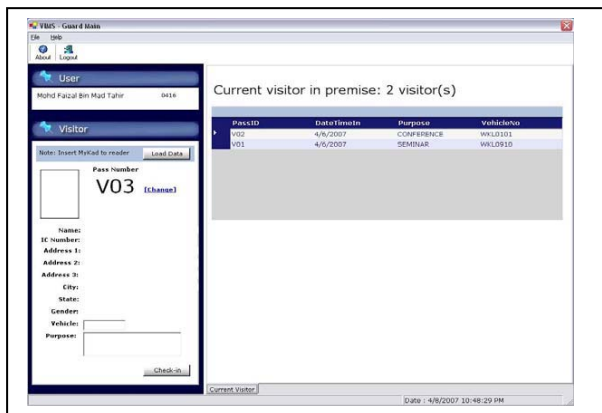 VIMS - Guard Main
File Help
About Logout
User
Mohd Faizal Bin Mad Tahir 0416
Visitor
Note: Insert MyKad to reader Load Data
Pass Number
V03 [Change]
Name:
IC Number:
Address 1:
Address 2:
Address 3:
City:
State:
Gender:
Vehicle:
Purpose:
Check-in
Current visitor in premise: 2 visitor(s)
PassID DateTimeIn Purpose VehicleNo
V02 4/6/2007 CONFERENCE WKL0101
V01 4/6/2007 SEMINAR WKL0910
Current Visitor
Date : 4/8/2007 10:48:29 PM